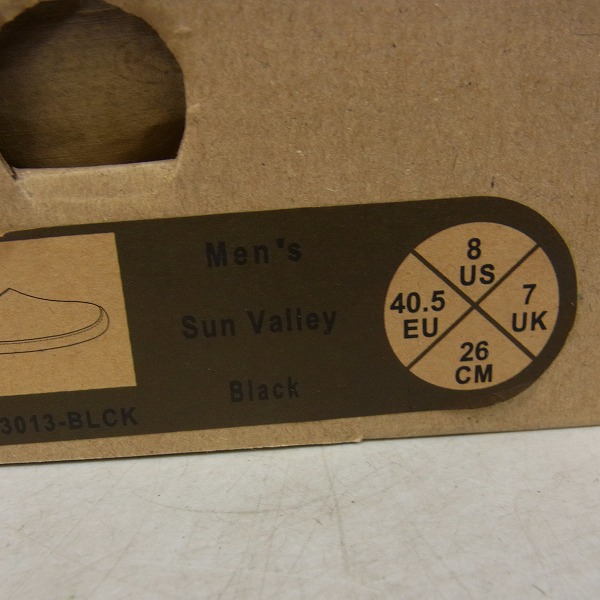 Men's
Sun Valley
Black
3013-BLCK
8
US
40.5
EU
7
UK
26
CM